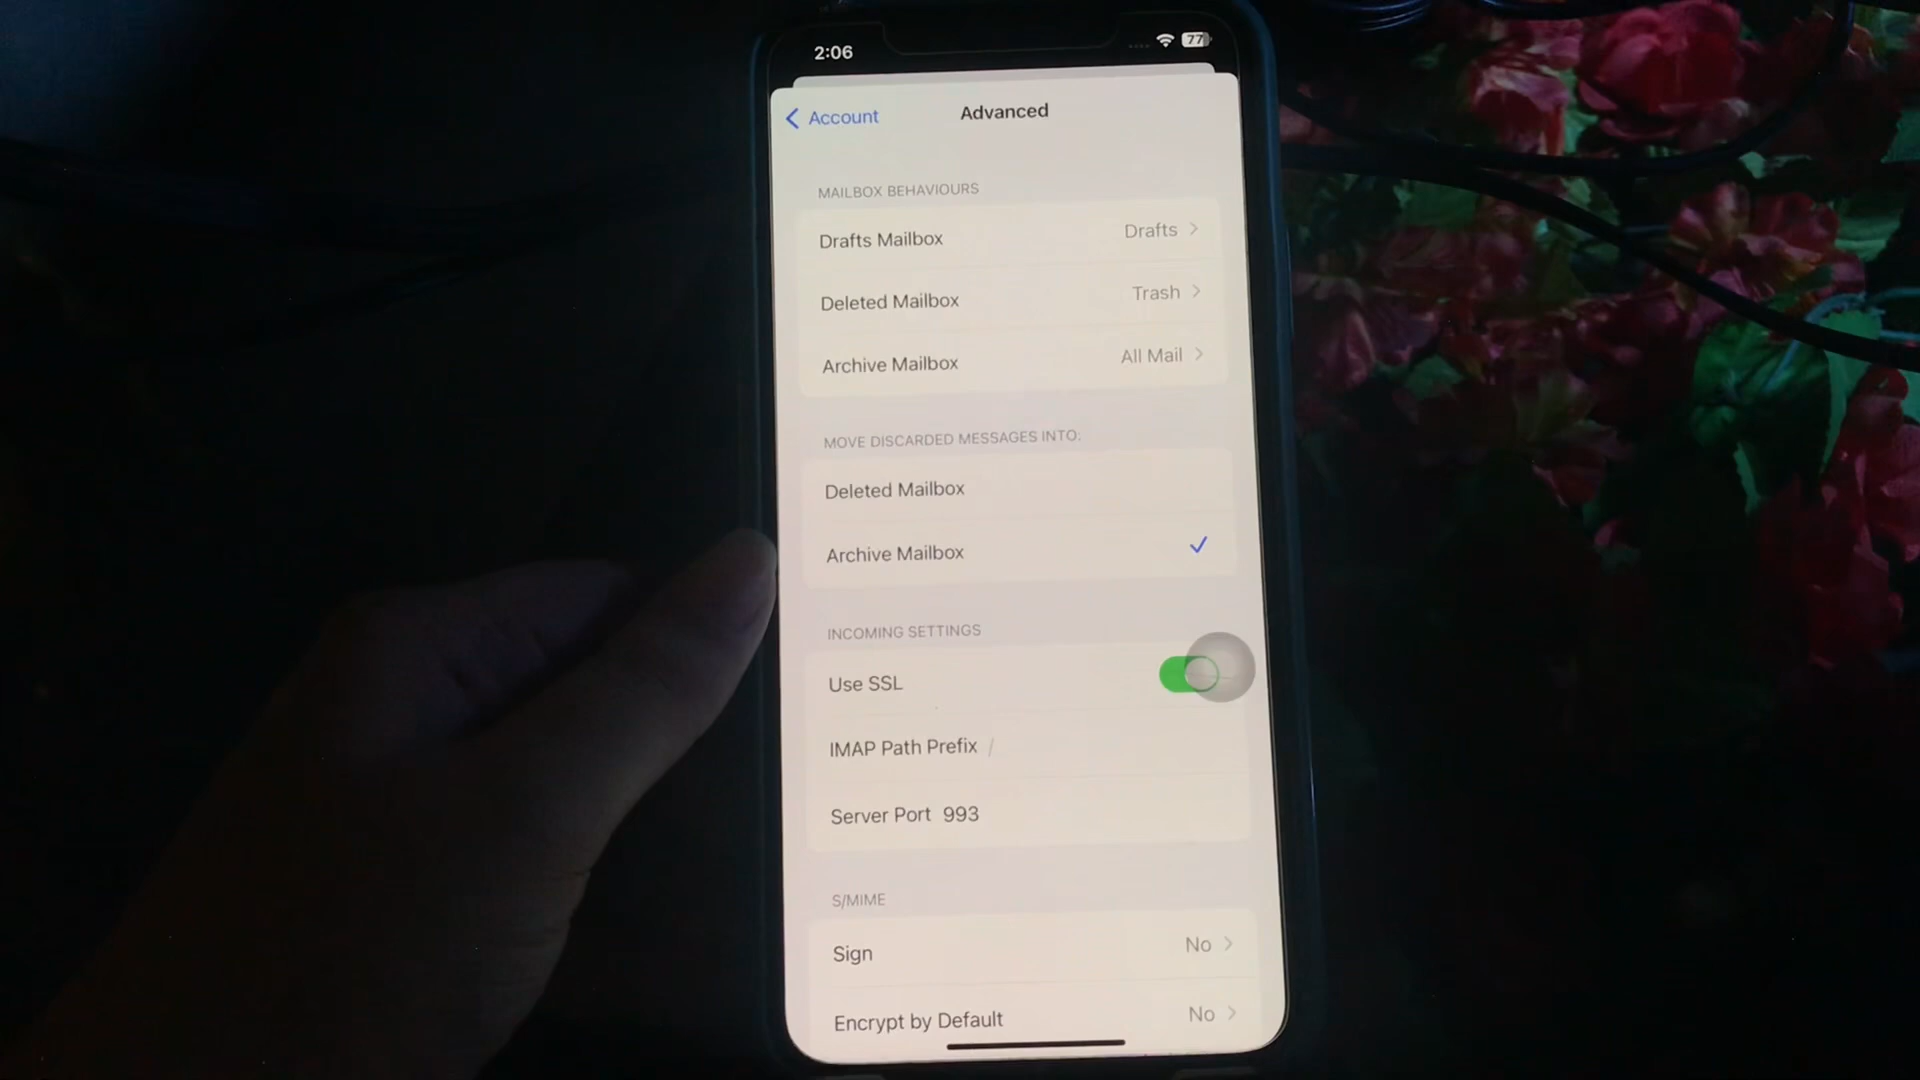 2:06
77
Account
Advanced
MAILBOX BEHAVIOURS
Drafts Mailbox Drafts
Deleted Mailbox Trash
Archive Mailbox All Mail
MOVE DISCARDED MESSAGES INTO:
Deleted Mailbox
Archive Mailbox
INCOMING SETTINGS
Use SSL
IMAP Path Prefix /
Server Port 993
S/MIME
Sign No
Encrypt by Default No